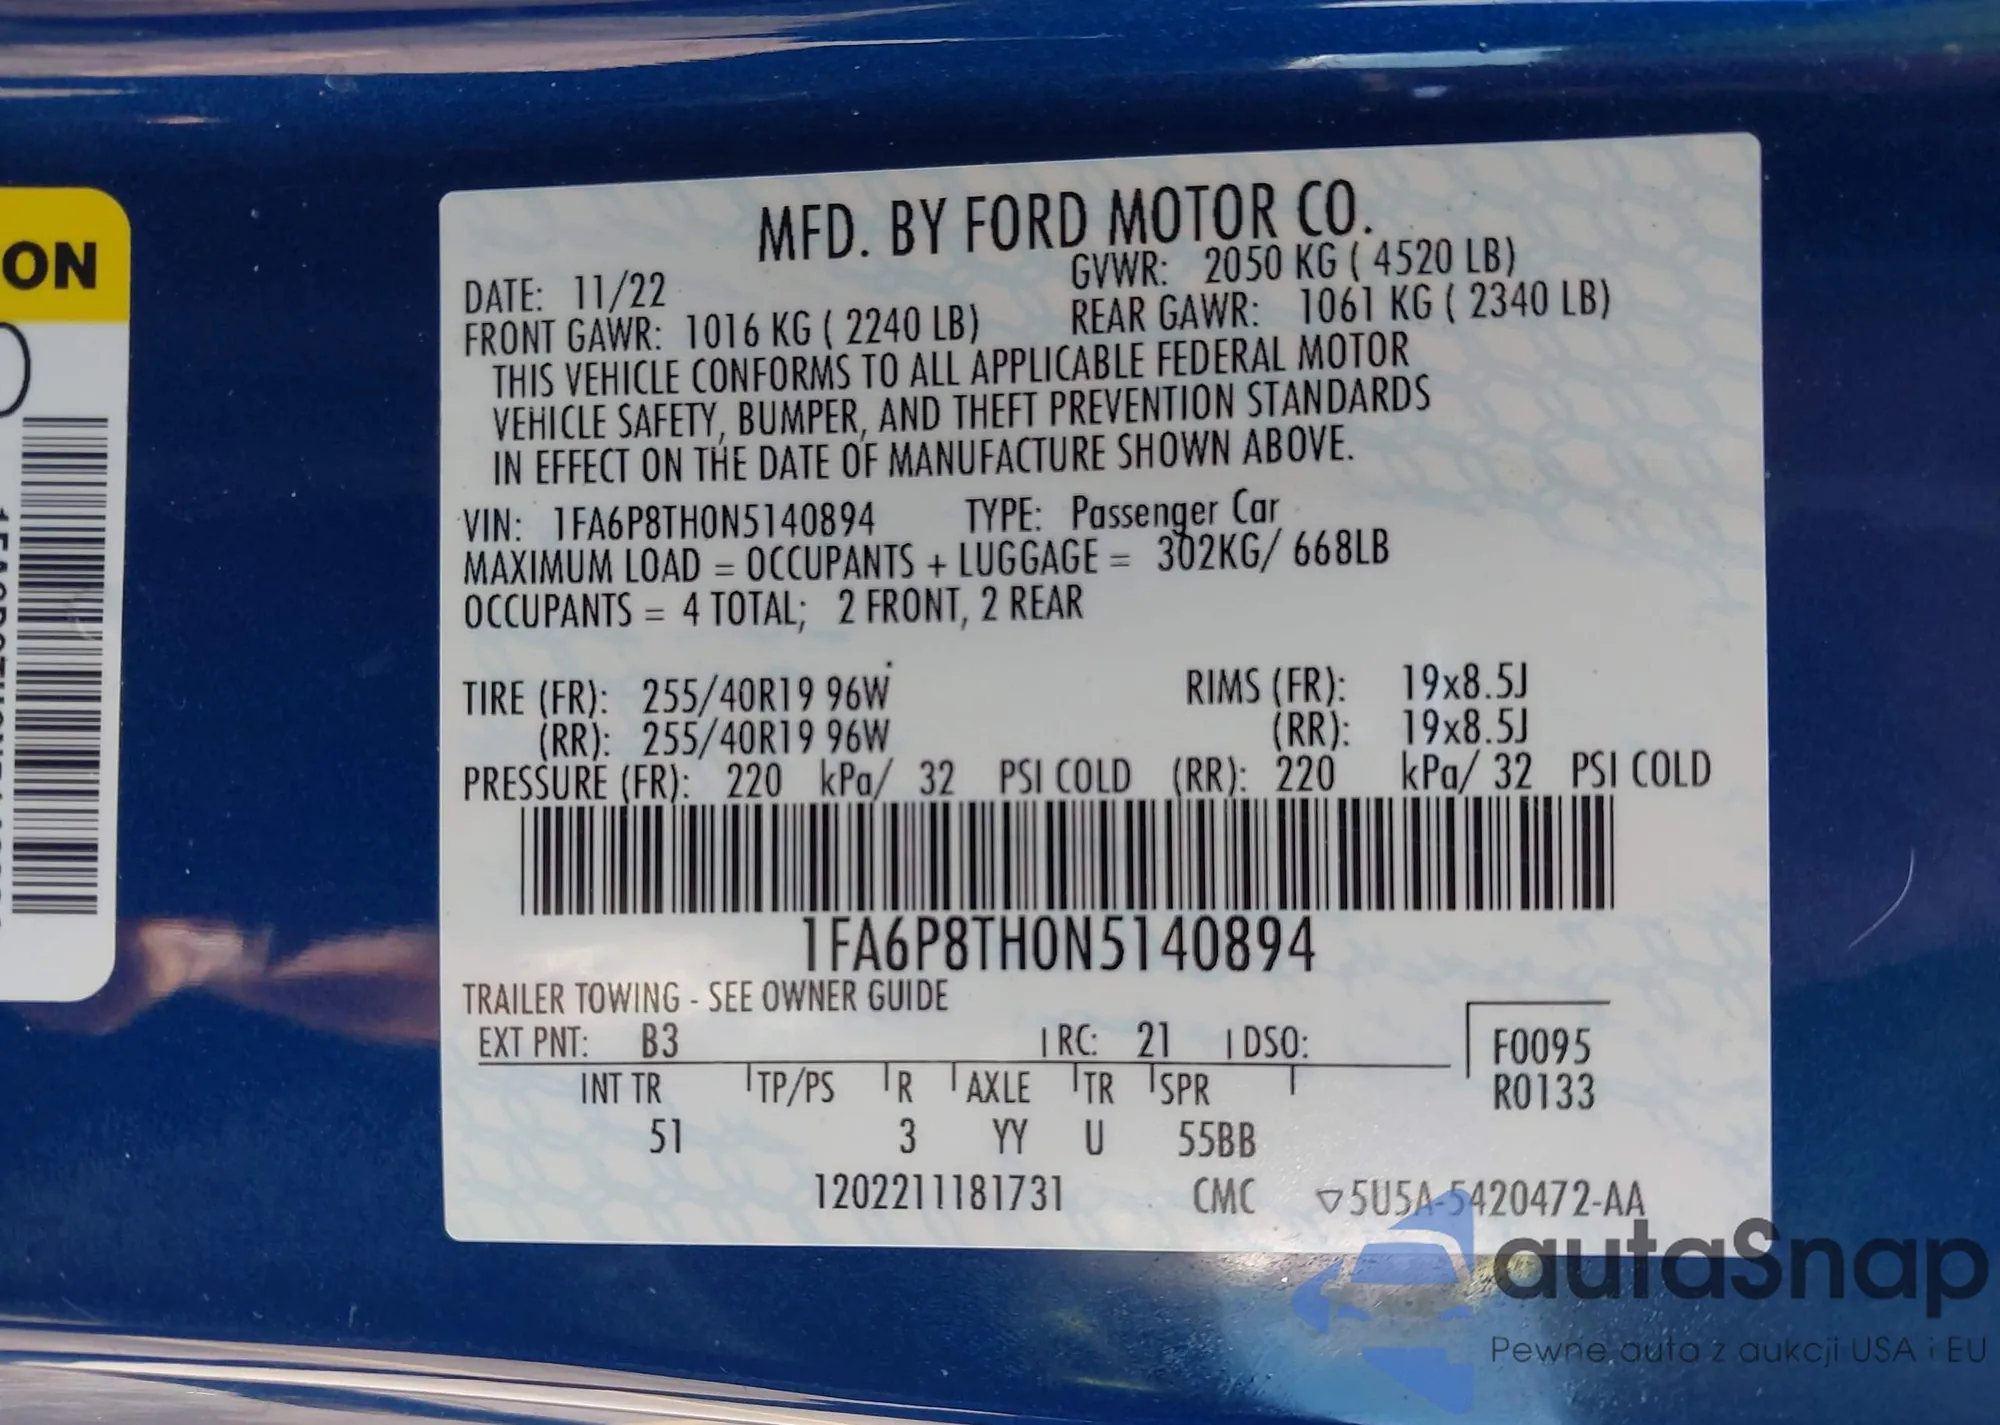 ON
MFD. BY FORD MOTOR CO.
DATE: 11/22 GVWR: 2050 KG ( 4520 LB)
FRONT GAWR: 1016 KG ( 2240 LB) REAR GAWR: 1061 KG ( 2340 LB)
THIS VEHICLE CONFORMS TO ALL APPLICABLE FEDERAL MOTOR
VEHICLE SAFETY, BUMPER, AND THEFT PREVENTION STANDARDS
IN EFFECT ON THE DATE OF MANUFACTURE SHOWN ABOVE.
VIN: 1FA6P8TH0N5140894 TYPE: Passenger Car
MAXIMUM LOAD = OCCUPANTS + LUGGAGE = 302KG/ 668LB
OCCUPANTS = 4 TOTAL; 2 FRONT, 2 REAR
TIRE (FR): 255/40R19 96W RIMS (FR): 19x8.5J
(RR): 255/40R19 96W (RR): 19x8.5J
PRESSURE (FR): 220 kPa/ 32 PSI COLD (RR): 220 kPa/ 32 PSI COLD
1FA6P8TH0N5140894
TRAILER TOWING - SEE OWNER GUIDE
EXT PNT: B3 RC: 21 DSO: F0095
INT TR TP/PS R AXLE TR SPR R0133
51 3 YY U 55BB
1202211181731 CMC ▽5U5A-5420472-AA
autaSnap
Pewne auta z aukcji USA i EU